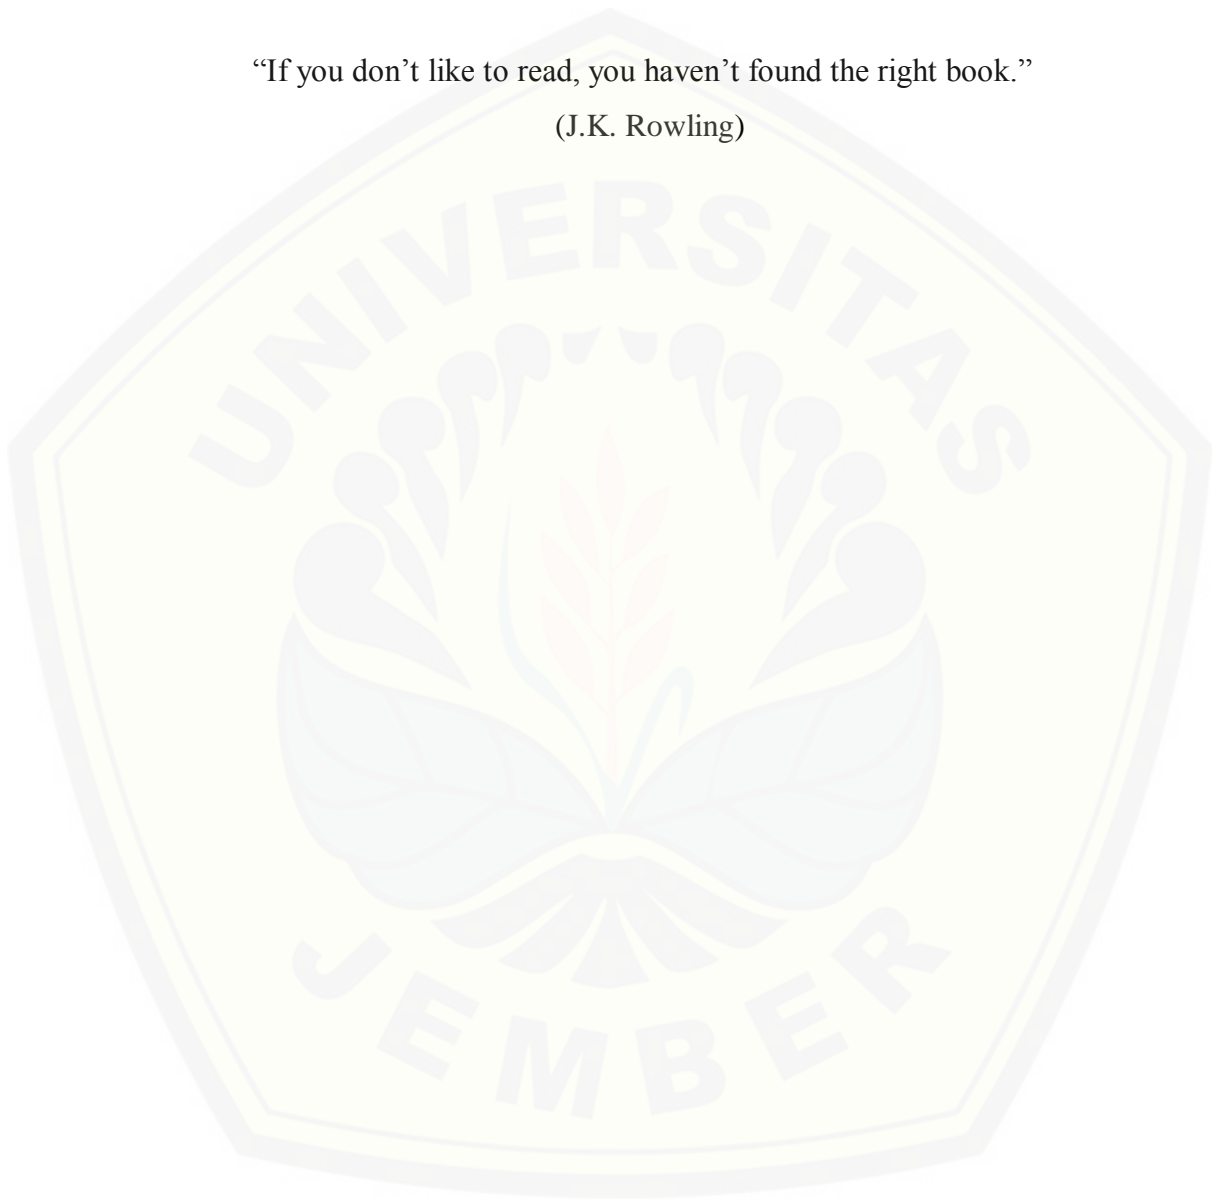 “If you don’t like to read, you haven’t found the right book.”
(J.K. Rowling)
UNIVERSITAS
JEMBER